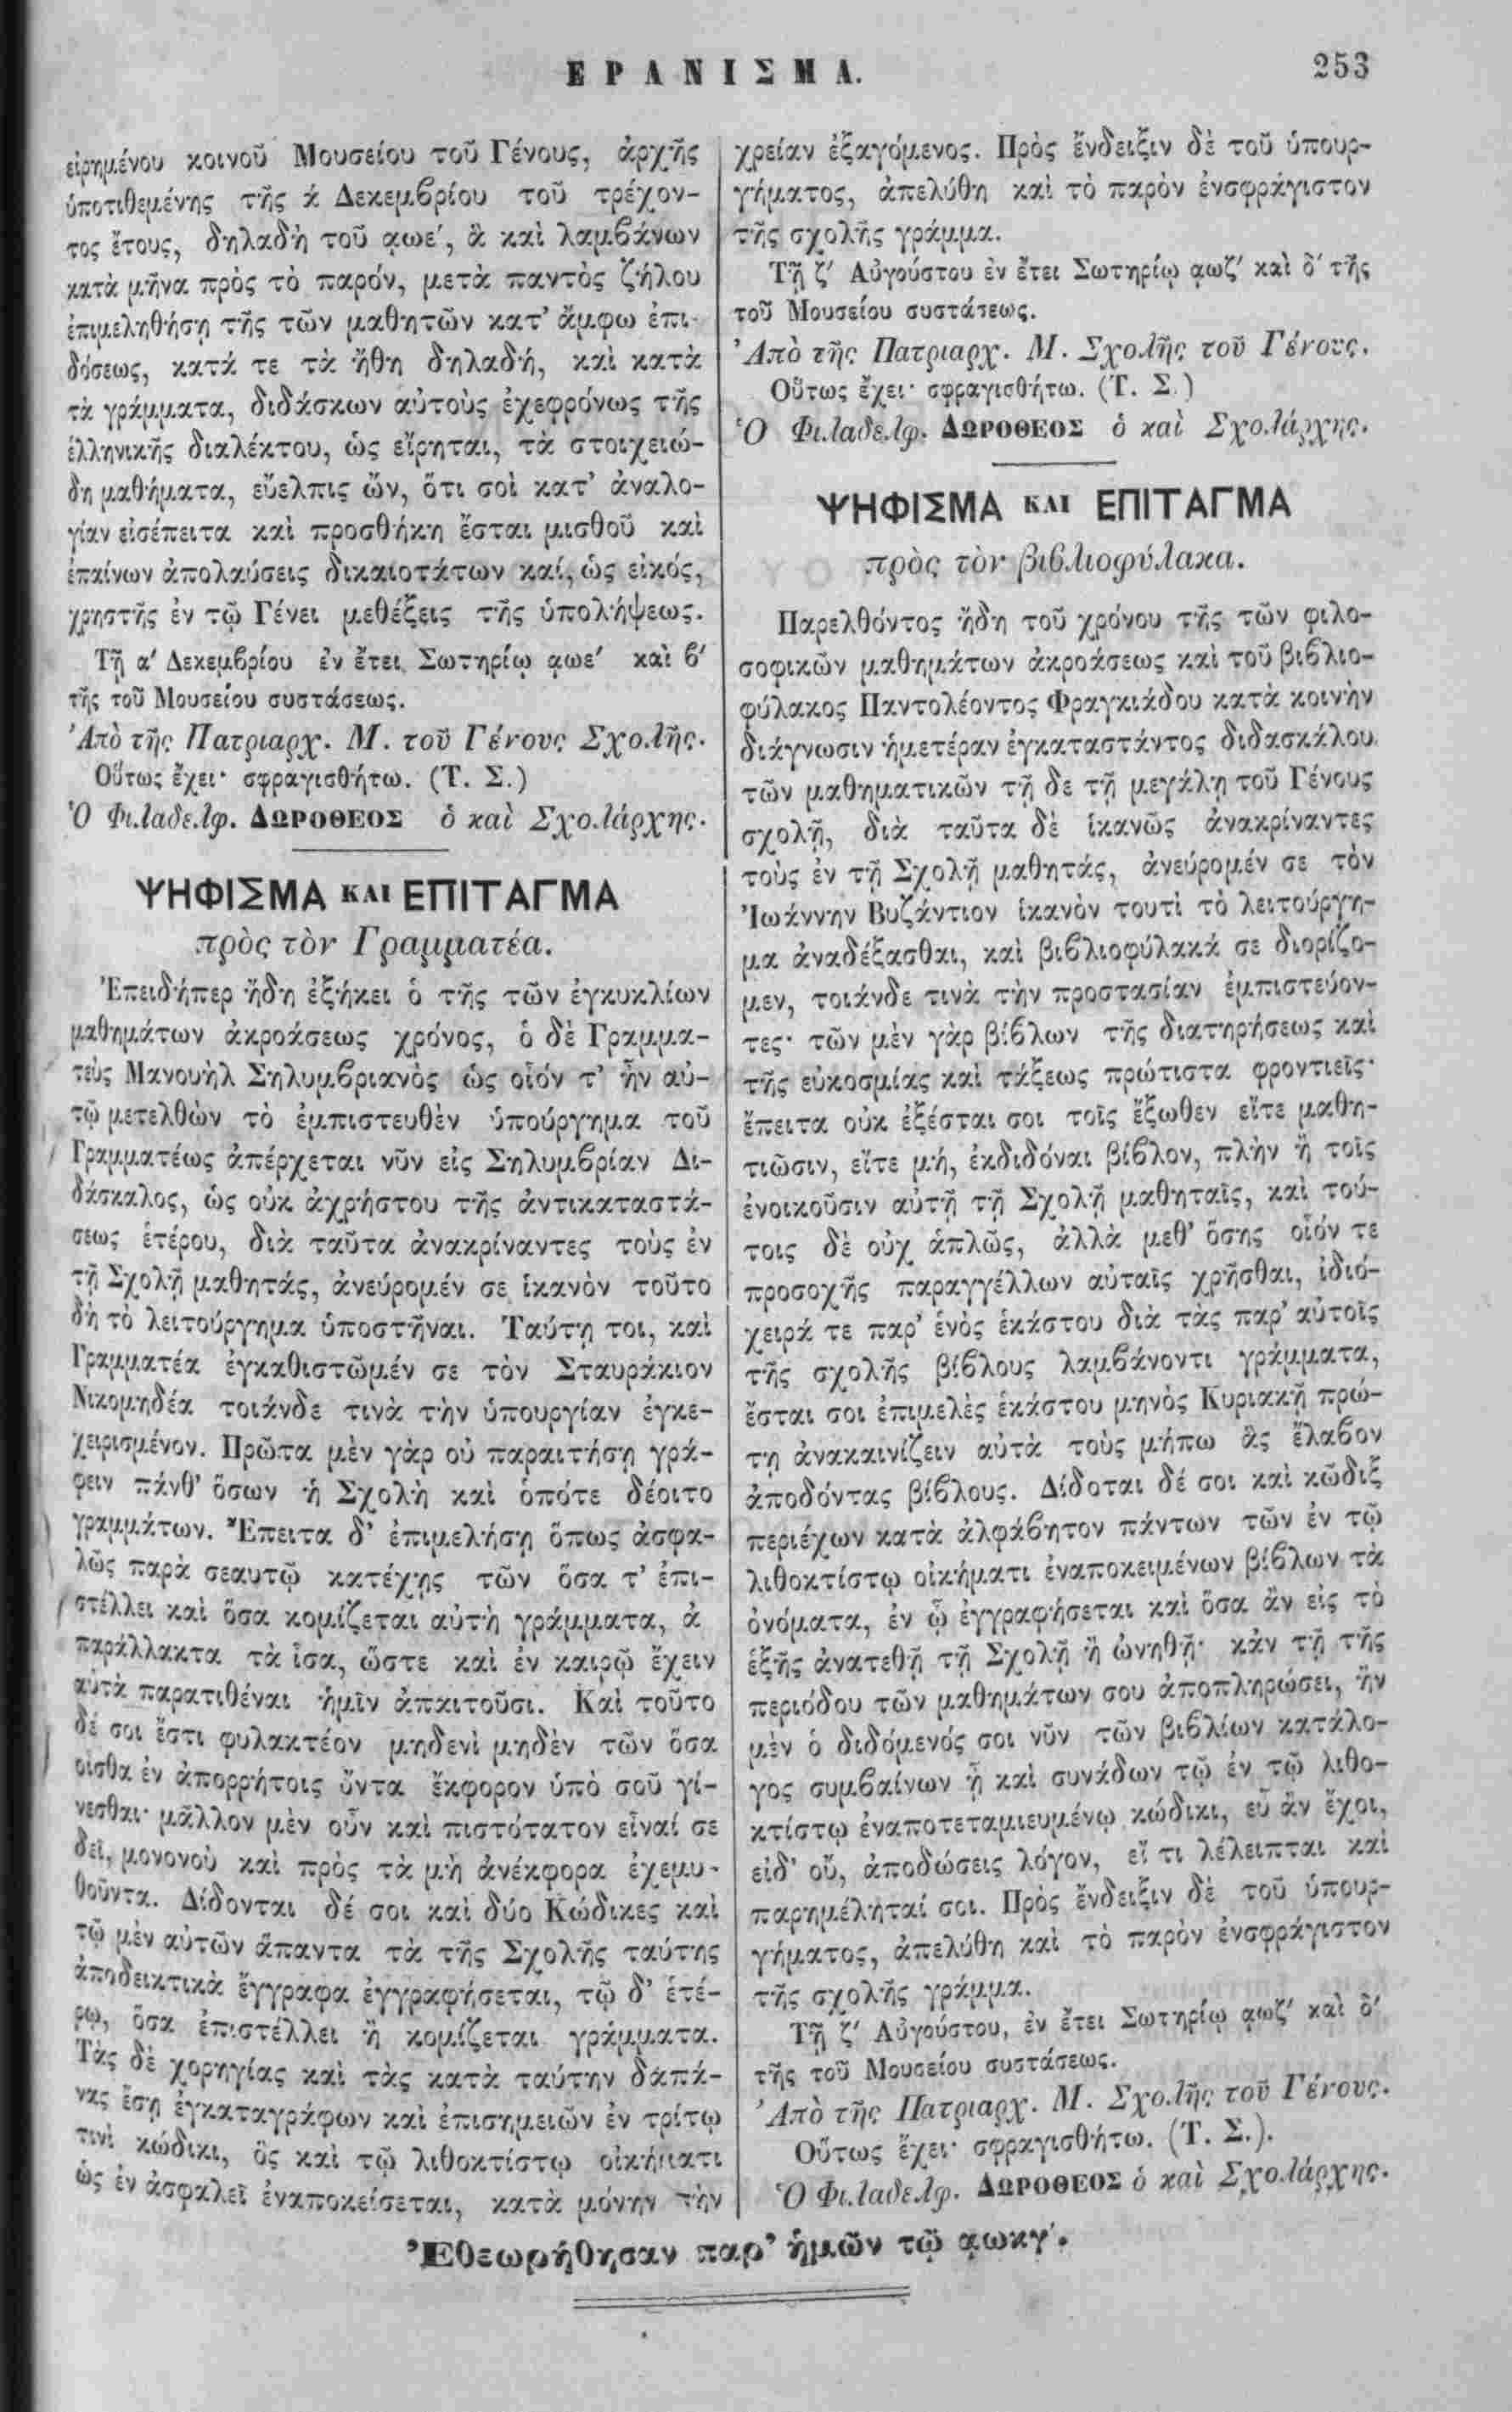 ΕΡΑΝΙΣΜΑ.
253
εἰρημένου κοινοῦ Μουσείου τοῦ Γένους, ἀρχῆς
ὑποτιθεμένης τῆς ά Δεκεμβρίου τοῦ τρέχον-
τος ἔτους, δηλαδὴ τοῦ ͵αωε΄, ἃ καὶ λαμβάνων
κατὰ μῆνα πρὸς τὸ παρόν, μετὰ παντὸς ζήλου
ἐπιμεληθήσῃ τῆς τῶν μαθητῶν κατ’ ἄμφω ἐπι-
δόσεως, κατά τε τὰ ἤθη δηλαδή, καὶ κατὰ
τὰ γράμματα, διδάσκων αὐτοὺς ἐχεφρόνως τῆς
ἑλληνικῆς διαλέκτου, ὡς εἴρηται, τὰ στοιχειώ-
δη μαθήματα, εὔελπις ὤν, ὅτι σοὶ κατ’ ἀναλο-
γίαν εἰσέπειτα καὶ προσθήκη ἔσται μισθοῦ καὶ
ἐπαίνων ἀπολαύσεις δικαιοτάτων καί, ὡς εἰκός,
χρηστῆς ἐν τῷ Γένει μεθέξεις τῆς ὑπολήψεως.
Τῇ α΄ Δεκεμβρίου ἐν ἔτει Σωτηρίῳ ͵αωε΄ καὶ β΄
τῆς τοῦ Μουσείου συστάσεως.
Ἀπὸ τῆς Πατριαρχ. Μ. τοῦ Γένους Σχολῆς.
Οὕτως ἔχει· σφραγισθήτω. (Τ. Σ.)
Ὁ Φιλαδελφ. ΔΩΡΟΘΕΟΣ ὁ καὶ Σχολάρχης.
ΨΗΦΙΣΜΑ ΚΑΙ ΕΠΙΤΑΓΜΑ
πρὸς τὸν Γραμματέα.
Ἐπειδήπερ ἤδη ἐξήκει ὁ τῆς τῶν ἐγκυκλίων
μαθημάτων ἀκροάσεως χρόνος, ὁ δὲ Γραμμα-
τεὺς Μανουὴλ Σηλυμβριανὸς ὡς οἷόν τ’ ἦν αὐ-
τῷ μετελθὼν τὸ ἐμπιστευθὲν ὑπούργημα τοῦ
Γραμματέως ἀπέρχεται νῦν εἰς Σηλυμβρίαν Δι-
δάσκαλος, ὡς οὐκ ἀχρήστου τῆς ἀντικαταστά-
σεως ἑτέρου, διὰ ταῦτα ἀνακρίναντες τοὺς ἐν
τῇ Σχολῇ μαθητάς, ἀνεύρομέν σε ἱκανὸν τοῦτο
δὴ τὸ λειτούργημα ὑποστῆναι. Ταύτῃ τοι, καὶ
Γραμματέα ἐγκαθιστῶμέν σε τὸν Σταυράκιον
Νικομηδέα τοιάνδε τινὰ τὴν ὑπουργίαν ἐγκε-
χειρισμένον. Πρῶτα μὲν γὰρ οὐ παραιτήσῃ γρά-
φειν πάνθ’ ὅσων ἡ Σχολὴ καὶ ὁπότε δέοιτο
γραμμάτων. Ἔπειτα δ’ ἐπιμελήσῃ ὅπως ἀσφα-
λῶς παρὰ σεαυτῷ κατέχῃς τῶν ὅσα τ’ ἐπι-
στέλλει καὶ ὅσα κομίζεται αὐτὴ γράμματα, ἀ
παράλλακτα τὰ ἶσα, ὥστε καὶ ἐν καιρῷ ἔχειν
αὐτὰ παρατιθέναι ἡμῖν ἀπαιτοῦσι. Καὶ τοῦτο
δέ σοι ἔστι φυλακτέον μηδενὶ μηδὲν τῶν ὅσα
οἶσθα ἐν ἀπορρήτοις ὄντα ἔκφορον ὑπὸ σοῦ γί-
νεσθαι· μᾶλλον μὲν οὖν καὶ πιστότατον εἶναί σε
δεῖ, μονονοὺ καὶ πρὸς τὰ μὴ ἀνέκφορα ἐχεμυ-
θοῦντα. Δίδονται δέ σοι καὶ δύο Κώδικες καὶ
τῷ μὲν αὐτῶν ἅπαντα τὰ τῆς Σχολῆς ταύτης
ἀποδεικτικὰ ἔγγραφα ἐγγραφήσεται, τῷ δ’ ἑτέ-
ρῳ, ὅσα ἐπιστέλλει ἢ κομίζεται γράμματα.
Τὰς δὲ χορηγίας καὶ τὰς κατὰ ταύτην δαπά-
νας ἔσῃ ἐγκαταγράφων καὶ ἐπισημειῶν ἐν τρίτῳ
τινὶ κώδικι, ὃς καὶ τῷ λιθοκτίστῳ οἰκήματι
ὡς ἐν ἀσφαλεῖ ἐναποκείσεται, κατὰ μόνην τὴν
χρείαν ἐξαγόμενος. Πρὸς ἔνδειξιν δὲ τοῦ ὑπουρ-
γήματος, ἀπελύθη καὶ τὸ παρὸν ἐνσφράγιστον
τῆς σχολῆς γράμμα.
Τῇ ζ΄ Αὐγούστου ἐν ἔτει Σωτηρίῳ ͵αωζ΄ καὶ δ΄ τῆς
τοῦ Μουσείου συστάσεως.
Ἀπὸ τῆς Πατριαρχ. Μ. Σχολῆς τοῦ Γένους.
Οὕτως ἔχει· σφραγισθήτω. (Τ. Σ.)
Ὁ Φιλαδελφ. ΔΩΡΟΘΕΟΣ ὁ καὶ Σχολάρχης.
ΨΗΦΙΣΜΑ ΚΑΙ ΕΠΙΤΑΓΜΑ
πρὸς τὸν βιβλιοφύλακα.
Παρελθόντος ἤδη τοῦ χρόνου τῆς τῶν φιλο-
σοφικῶν μαθημάτων ἀκροάσεως καὶ τοῦ βιβλιο-
φύλακος Παντολέοντος Φραγκιάδου κατὰ κοινὴν
διάγνωσιν ἡμετέραν ἐγκαταστάντος διδασκάλου
τῶν μαθηματικῶν τῇ δε τῇ μεγάλῃ τοῦ Γένους
σχολῇ, διὰ ταῦτα δὲ ἱκανῶς ἀνακρίναντες
τοὺς ἐν τῇ Σχολῇ μαθητάς, ἀνεύρομέν σε τὸν
Ἰωάννην Βυζάντιον ἱκανὸν τουτὶ τὸ λειτούργη-
μα ἀναδέξασθαι, καὶ βιβλιοφύλακά σε διορίζο-
μεν, τοιάνδε τινὰ τὴν προστασίαν ἐμπιστεύον-
τες· τῶν μὲν γὰρ βίβλων τῆς διατηρήσεως καὶ
τῆς εὐκοσμίας καὶ τάξεως πρώτιστα φροντιεῖς·
ἔπειτα οὐκ ἐξέσται σοι τοῖς ἔξωθεν εἴτε μαθη-
τιῶσιν, εἴτε μή, ἐκδιδόναι βίβλον, πλὴν ἢ τοῖς
ἐνοικοῦσιν αὐτῇ τῇ Σχολῇ μαθηταῖς, καὶ τού-
τοις δὲ οὐχ ἁπλῶς, ἀλλὰ μεθ’ ὅσης οἷόν τε
προσοχῆς παραγγέλλων αὐταῖς χρῆσθαι, ἰδιό-
χειρά τε παρ’ ἑνὸς ἑκάστου διὰ τὰς παρ’ αὐτοῖς
τῆς σχολῆς βίβλους λαμβάνοντι γράμματα,
ἔσται σοι ἐπιμελὲς ἑκάστου μηνὸς Κυριακῇ πρώ-
τῃ ἀνακαινίζειν αὐτὰ τοὺς μήπω ἃς ἔλαβον
ἀποδόντας βίβλους. Δίδοται δέ σοι καὶ κῶδιξ
περιέχων κατὰ ἀλφάβητον πάντων τῶν ἐν τῷ
λιθοκτίστῳ οἰκήματι ἐναποκειμένων βίβλων τὰ
ὀνόματα, ἐν ᾧ ἐγγραφήσεται καὶ ὅσα ἂν εἰς τὸ
ἑξῆς ἀνατεθῇ τῇ Σχολῇ ἢ ὠνηθῇ· κἀν τῇ τῆς
περιόδου τῶν μαθημάτων σου ἀποπληρώσει, ἢν
μὲν ὁ διδόμενός σοι νῦν τῶν βιβλίων κατάλο-
γος συμβαίνων ᾖ καὶ συνάδων τῷ ἐν τῷ λιθο-
κτίστῳ ἐναποτεταμιευμένῳ κώδικι, εὖ ἂν ἔχοι,
εἰδ’ οὔ, ἀποδώσεις λόγον, εἴ τι λέλειπται καὶ
παρημέληταί σοι. Πρὸς ἔνδειξιν δὲ τοῦ ὑπουρ-
γήματος, ἀπελύθη καὶ τὸ παρὸν ἐνσφράγιστον
τῆς σχολῆς γράμμα.
Τῇ ζ΄ Αὐγούστου, ἐν ἔτει Σωτηρίῳ ͵αωζ΄ καὶ δ΄
τῆς τοῦ Μουσείου συστάσεως.
Ἀπὸ τῆς Πατριαρχ. Μ. Σχολῆς τοῦ Γένους.
Οὕτως ἔχει· σφραγισθήτω. (Τ. Σ.).
Ὁ Φιλαδελφ. ΔΩΡΟΘΕΟΣ ὁ καὶ Σχολάρχης.
Ἐθεωρήθησαν παρ’ ἡμῶν τῷ ͵αωκγ΄.